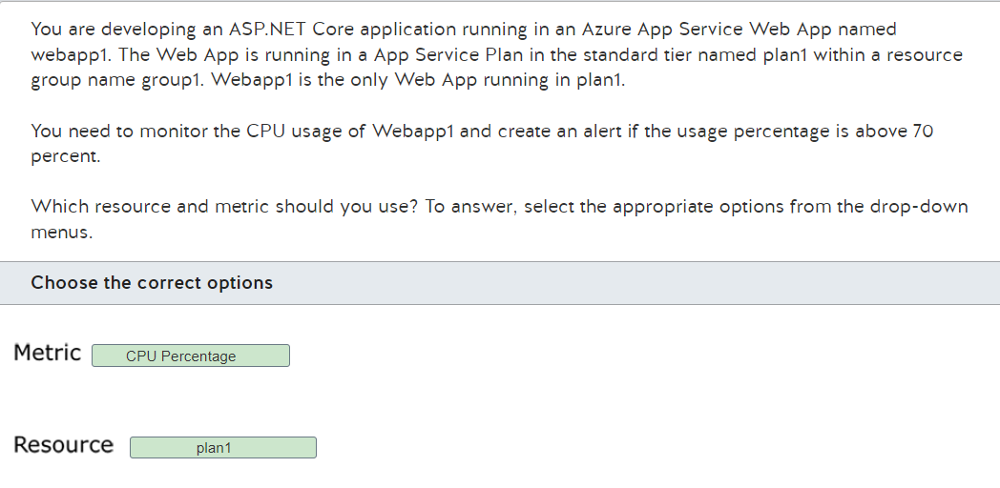 You are developing an ASP.NET Core application running in an Azure App Service Web App named
webapp1. The Web App is running in a App Service Plan in the standard tier named plan1 within a resource
group name group1. Webapp1 is the only Web App running in plan1.
You need to monitor the CPU usage of Webapp1 and create an alert if the usage percentage is above 70
percent.
Which resource and metric should you use? To answer, select the appropriate options from the drop-down
menus.
Choose the correct options
Metric CPU Percentage
Resource plan1